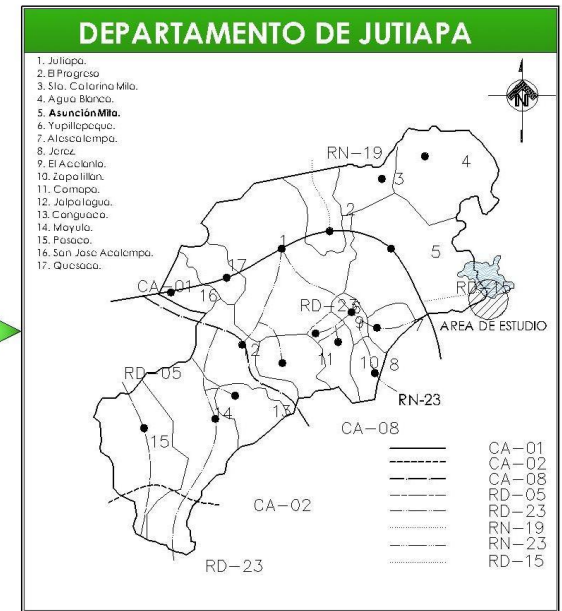 DEPARTAMENTO DE JUTIAPA
1. Jutiapa.
2. El Progreso
3. Sta. Catarina Mita.
4. Agua Blanca.
5. Asunción Mita.
6. Yupiltepeque.
7. Atescatempa.
8. Jerez.
9. El Adelanto.
10. Zapotitlan.
11. Comapa.
12. Jalpatagua.
13. Conguaco.
14. Moyuta.
15. Pasaco.
16. San Jose Acatempa.
17. Quesada.
N
RN-19
4
3
2
1
5
17
CA-01
16
RD-23
RD-15
9
7
AREA DE ESTUDIO
2
11
10
8
RD-05
RN-23
14
13
15
CA-08
CA-02
RD-23
CA-01
CA-02
CA-08
RD-05
RD-23
RN-19
RN-23
RD-15